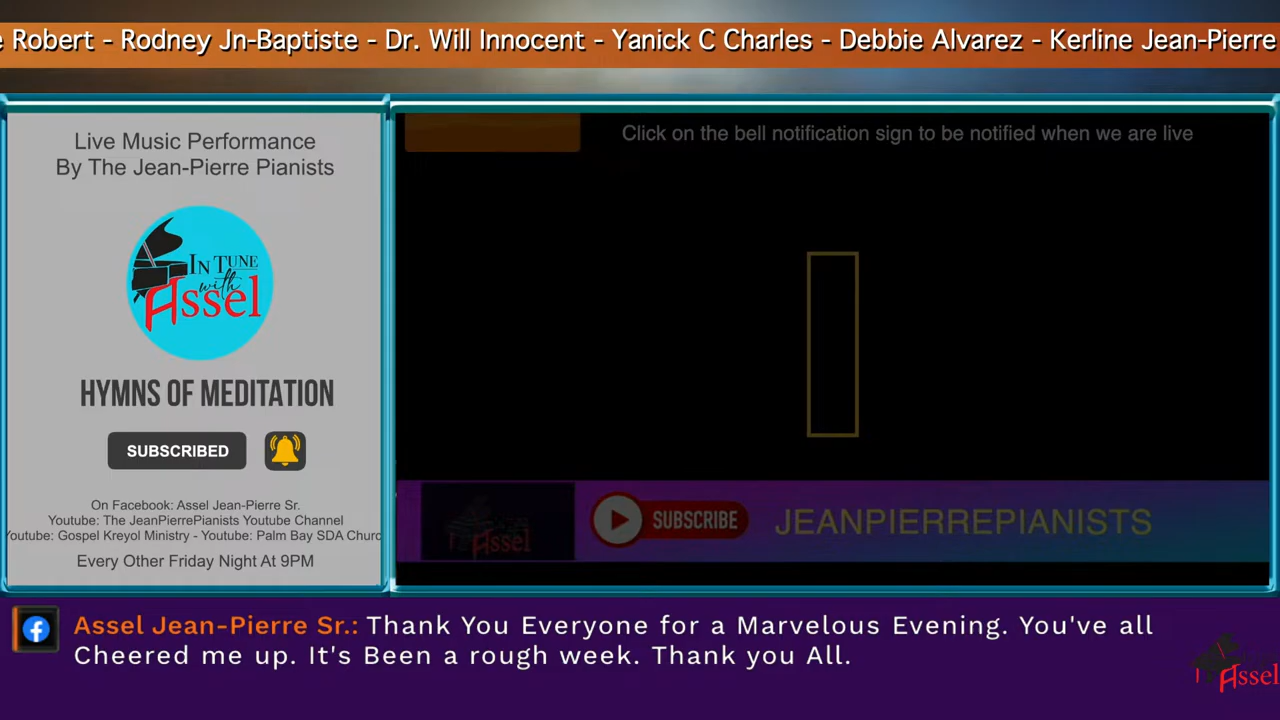 Robert - Rodney Jn-Baptiste - Dr. Will Innocent - Yanick C Charles - Debbie Alvarez - Kerline Jean-Pierre
Live Music Performance
By The Jean-Pierre Pianists
IN TUNE
with
Assel
HYMNS OF MEDITATION
SUBSCRIBED
On Facebook: Assel Jean-Pierre Sr.
Youtube: The JeanPierrePianists Youtube Channel
Youtube: Gospel Kreyol Ministry - Youtube: Palm Bay SDA Churc
Every Other Friday Night At 9PM
Click on the bell notification sign to be notified when we are live
Assel
SUBSCRIBE
JEANPIERREPIANISTS
Assel Jean-Pierre Sr.: Thank You Everyone for a Marvelous Evening. You've all
Cheered me up. It's Been a rough week. Thank you All.
Assel